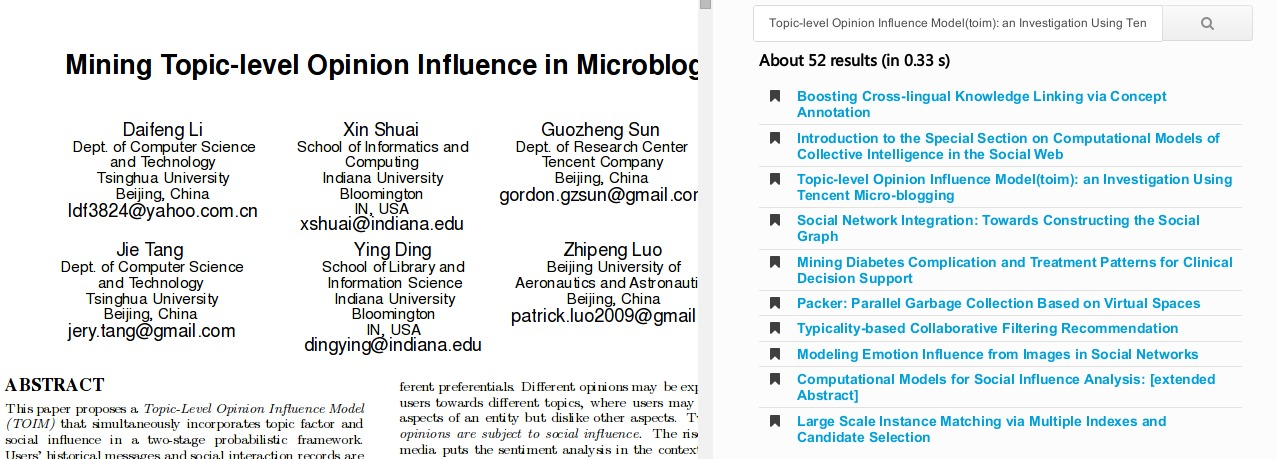 Mining Topic-level Opinion Influence in Microblog
Daifeng Li
Dept. of Computer Science
and Technology
Tsinghua University
Beijing, China
ldf3824@yahoo.com.cn
Xin Shuai
School of Informatics and
Computing
Indiana University
Bloomington
IN, USA
xshuai@indiana.edu
Guozheng Sun
Dept. of Research Center
Tencent Company
Beijing, China
gordon.gzsun@gmail.com
Jie Tang
Dept. of Computer Science
and Technology
Tsinghua University
Beijing, China
jery.tang@gmail.com
Ying Ding
School of Library and
Information Science
Indiana University
Bloomington
IN, USA
dingying@indiana.edu
Zhipeng Luo
Beijing University of
Aeronautics and Astronauti
Beijing, China
patrick.luo2009@gmail
ABSTRACT
This paper proposes a Topic-Level Opinion Influence Model
(TOIM) that simultaneously incorporates topic factor and
social influence in a two-stage probabilistic framework.
Users' historical messages and social interaction records are
ferent preferentials. Different opinions may be exp
users towards different topics, where users may
aspects of an entity but dislike other aspects. T
opinions are subject to social influence. The rise
media puts the sentiment analysis in the context
Topic-level Opinion Influence Model(toim): an Investigation Using Ten
About 52 results (in 0.33 s)
Boosting Cross-lingual Knowledge Linking via Concept
Annotation
Introduction to the Special Section on Computational Models of
Collective Intelligence in the Social Web
Topic-level Opinion Influence Model(toim): an Investigation Using
Tencent Micro-blogging
Social Network Integration: Towards Constructing the Social
Graph
Mining Diabetes Complication and Treatment Patterns for Clinical
Decision Support
Packer: Parallel Garbage Collection Based on Virtual Spaces
Typicality-based Collaborative Filtering Recommendation
Modeling Emotion Influence from Images in Social Networks
Computational Models for Social Influence Analysis: [extended
Abstract]
Large Scale Instance Matching via Multiple Indexes and
Candidate Selection